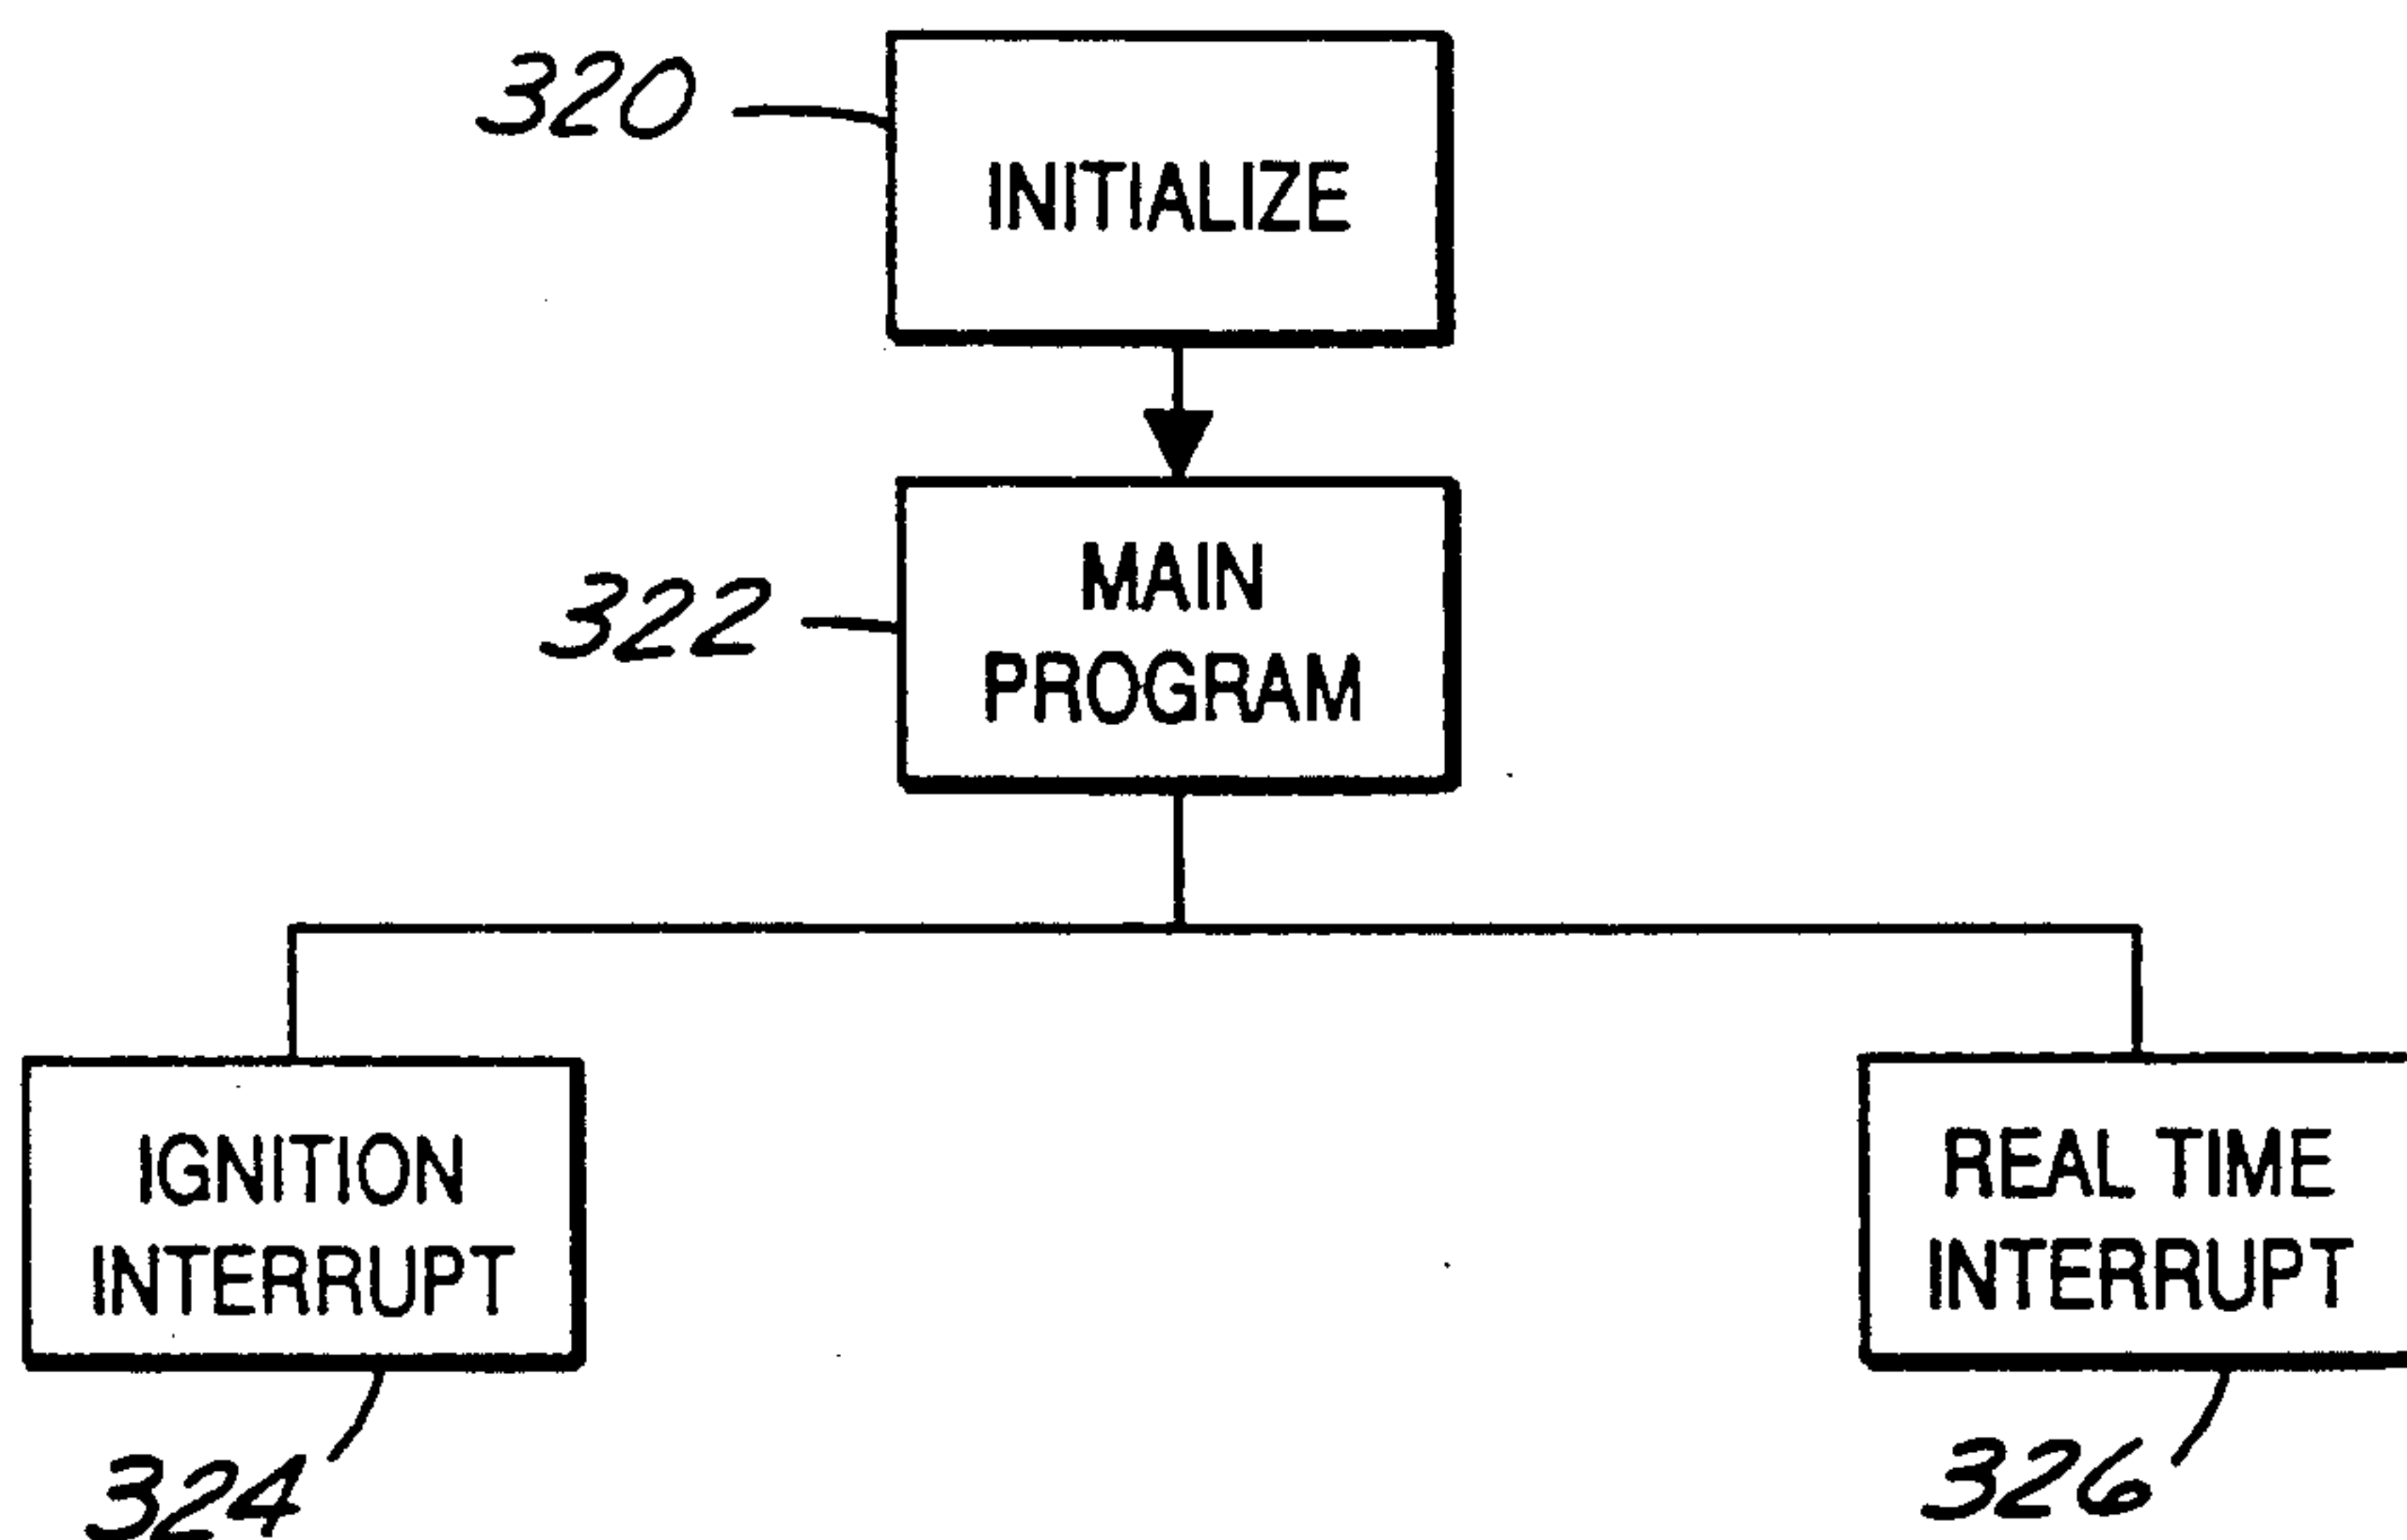 320
INITIALIZE
322
MAIN
PROGRAM
IGNITION
INTERRUPT
REAL TIME
INTERRUPT
324
326